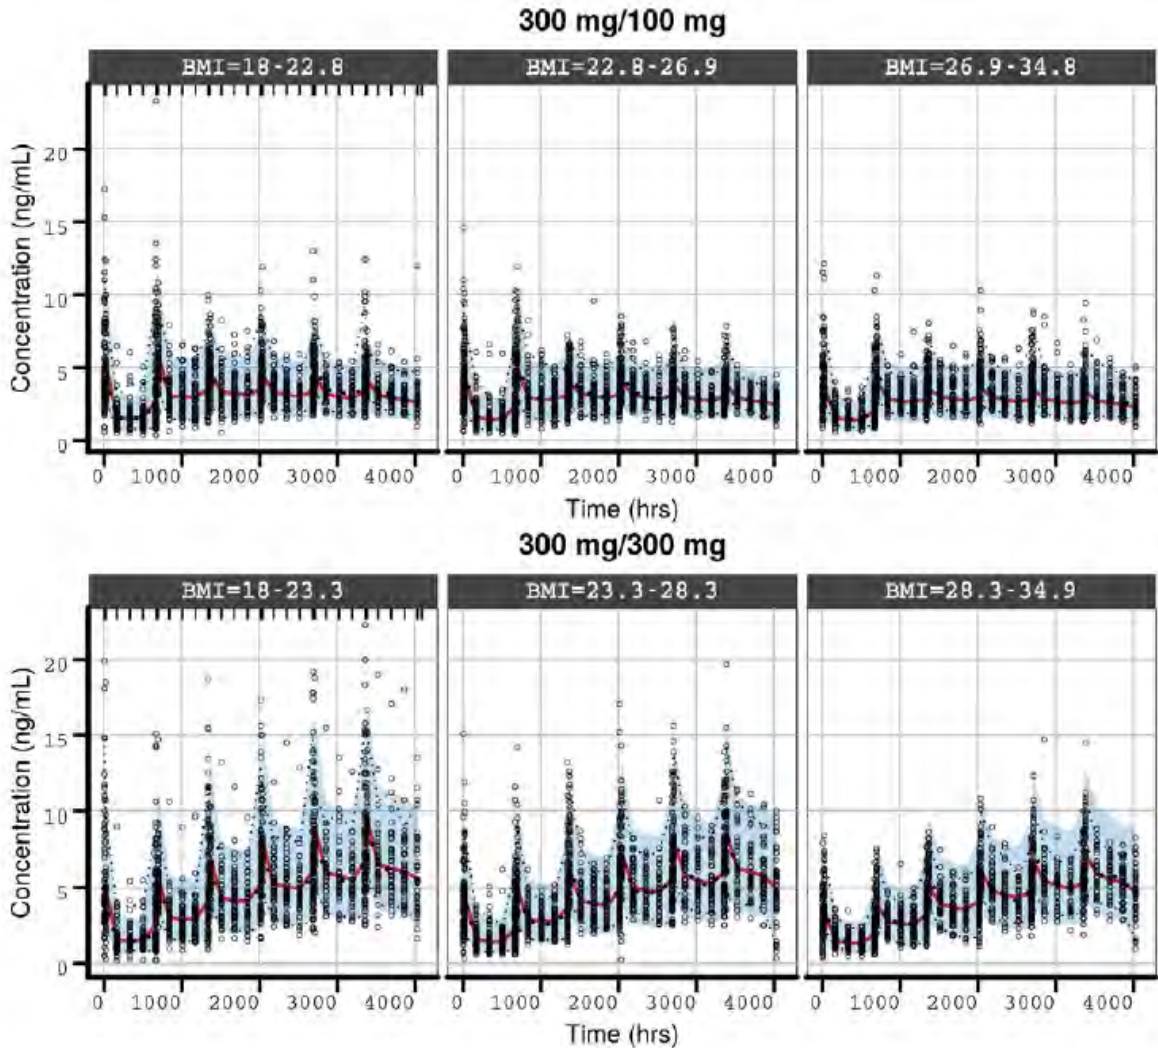 300 mg/100 mg
BMI=18-22.8 BMI=22.8-26.9 BMI=26.9-34.8
Concentration (ng/mL)
20
15
10
5
0
0 1000 2000 3000 4000 0 1000 2000 3000 4000 0 1000 2000 3000 4000
Time (hrs)
300 mg/300 mg
BMI=18-23.3 BMI=23.3-28.3 BMI=28.3-34.9
Concentration (ng/mL)
20
15
10
5
0
0 1000 2000 3000 4000 0 1000 2000 3000 4000 0 1000 2000 3000 4000
Time (hrs)